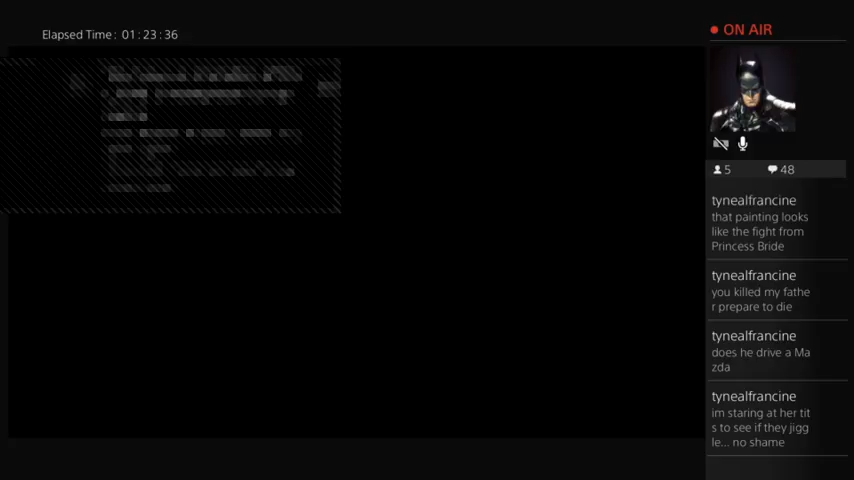 Elapsed Time: 01:23:36
ON AIR
5 48
tynealfrancine
that painting looks
like the fight from
Princess Bride
tynealfrancine
you killed my fathe
r prepare to die
tynealfrancine
does he drive a Ma
zda
tynealfrancine
im staring at her tit
s to see if they jigg
le... no shame